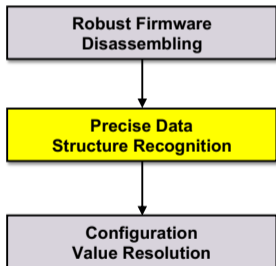 Robust Firmware
Disassembling
Precise Data
Structure Recognition
Configuration
Value Resolution